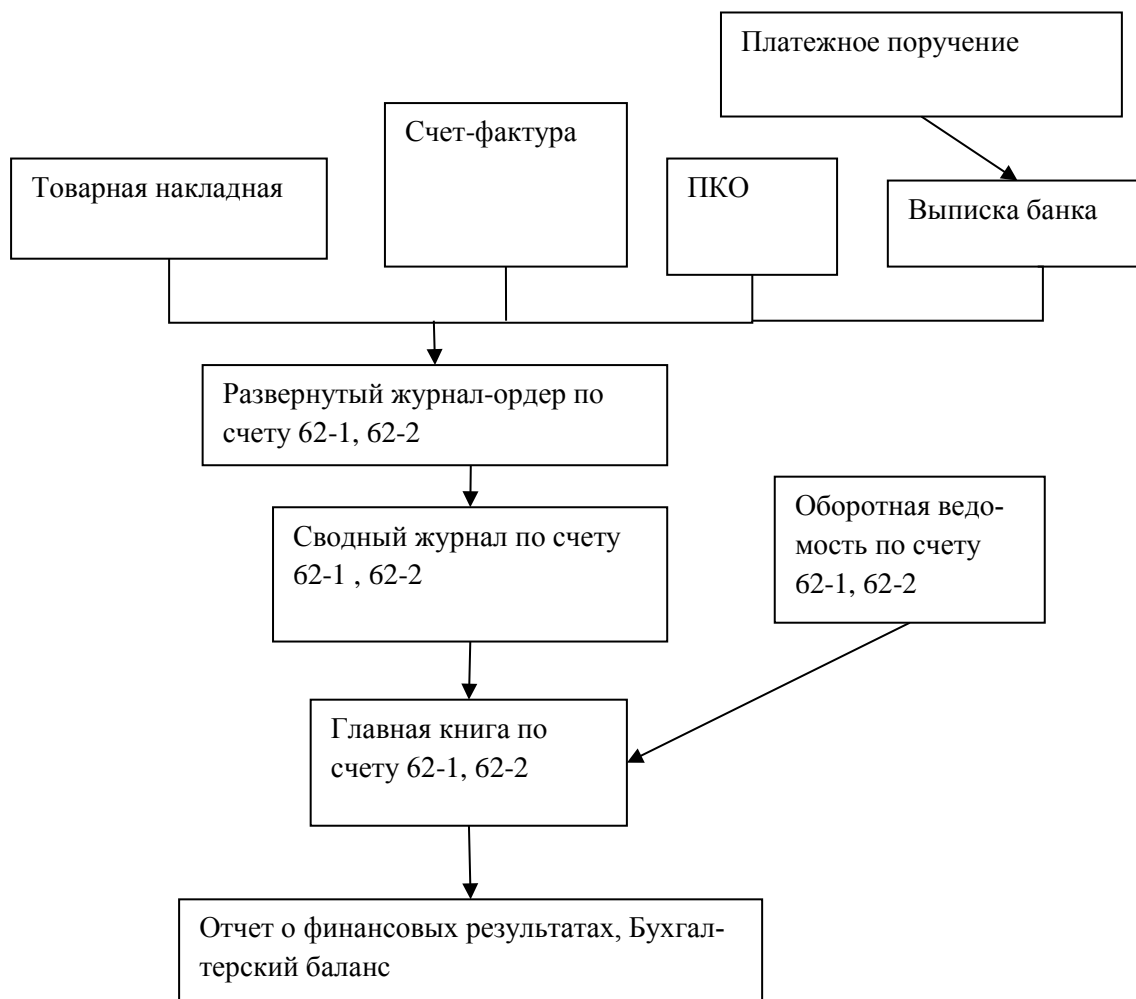 Платежное поручение
Счет-фактура
Товарная накладная
ПКО
Выписка банка
Развернутый журнал-ордер по
счету 62-1, 62-2
Сводный журнал по счету
62-1 , 62-2
Оборотная ведо-
мость по счету
62-1, 62-2
Главная книга по
счету 62-1, 62-2
Отчет о финансовых результатах, Бухгал-
терский баланс